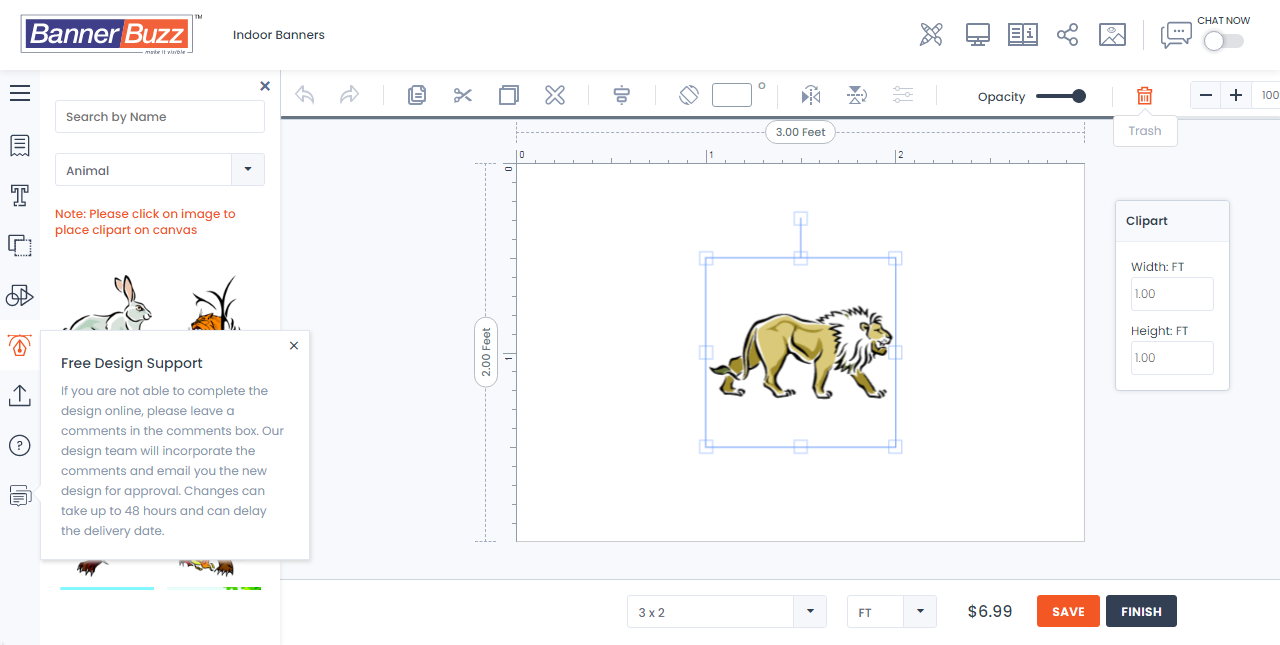 BannerBuzz
TM
make it visible
Indoor Banners
CHAT NOW
Search by Name
Animal
Note: Please click on image to
place clipart on canvas
Free Design Support
If you are not able to complete the
design online, please leave a
comments in the comments box. Our
design team will incorporate the
comments and email you the new
design for approval. Changes can
take up to 48 hours and can delay
the delivery date.
Opacity
100
Trash
3.00 Feet
0
1
2
0
1
2.00 Feet
Clipart
Width: FT
1.00
Height: FT
1.00
3 x 2
FT
$6.99
SAVE
FINISH